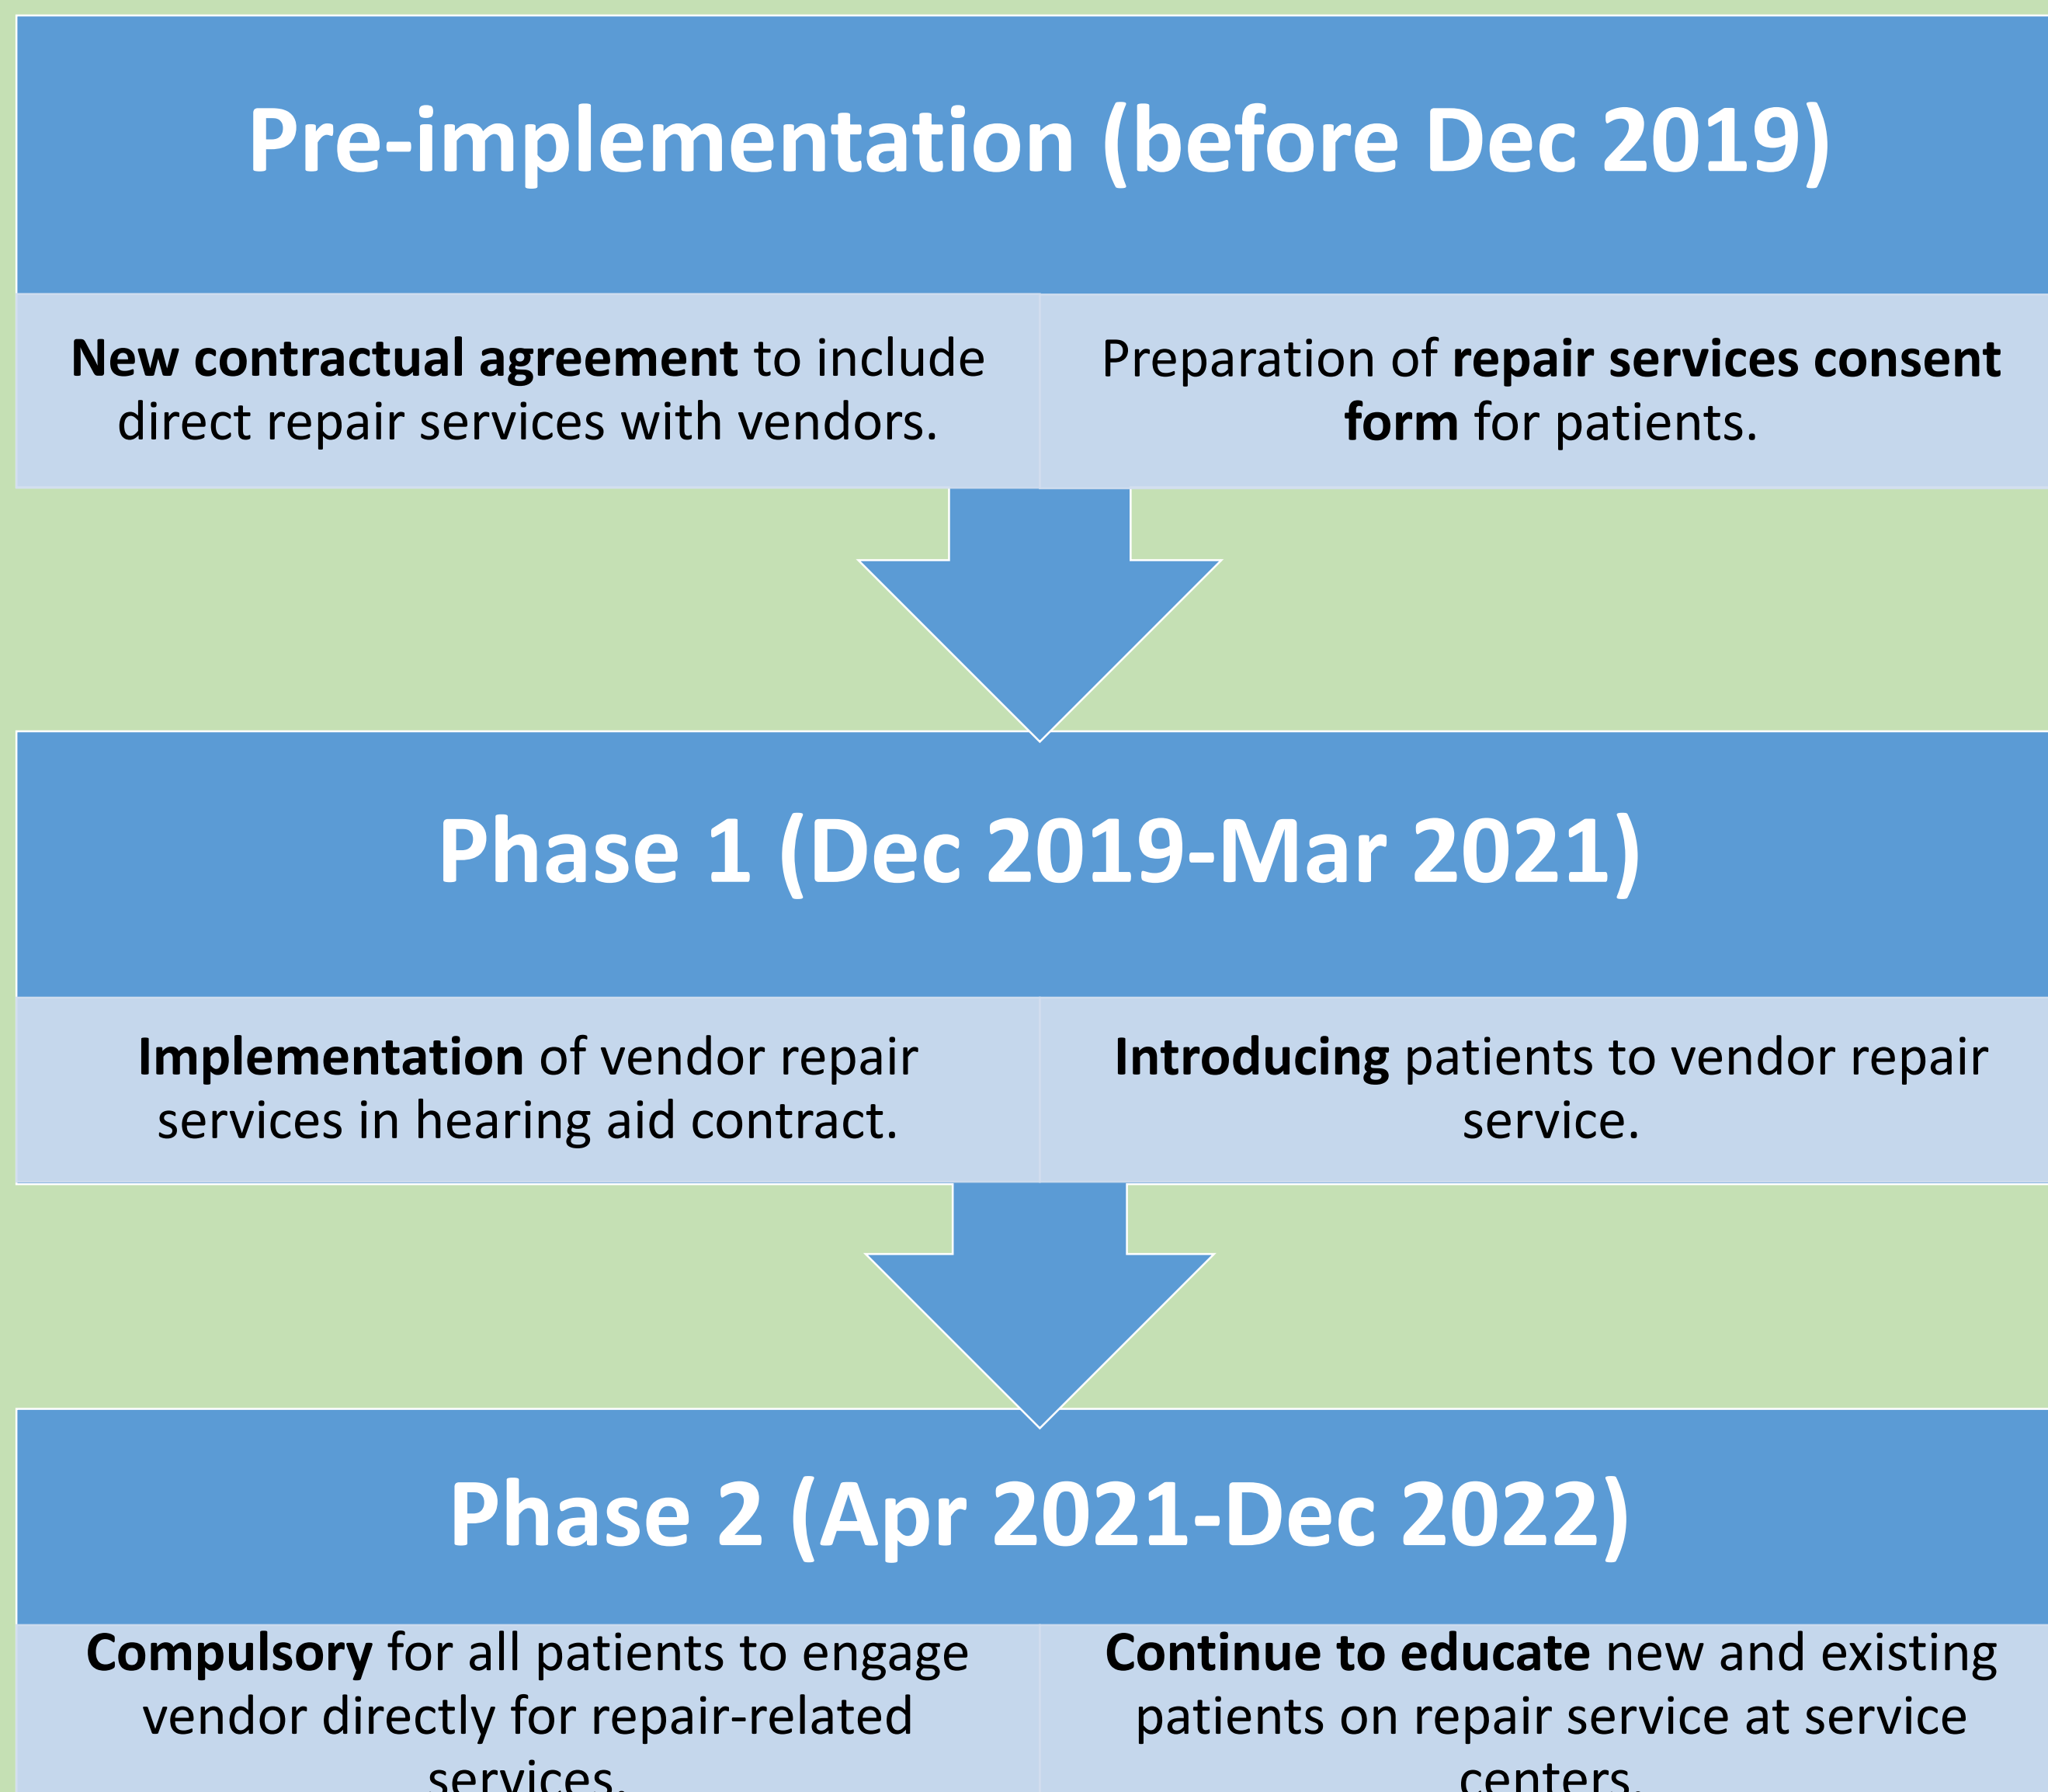 Pre-implementation (before Dec 2019)
New contractual agreement to include
direct repair services with vendors.
Preparation of repair services consent
form for patients.
Phase 1 (Dec 2019-Mar 2021)
Implementation of vendor repair
services in hearing aid contract.
Introducing patients to vendor repair
service.
Phase 2 (Apr 2021-Dec 2022)
Compulsory for all patients to engage
vendor directly for repair-related
services.
Continue to educate new and existing
patients on repair service at service
centers.